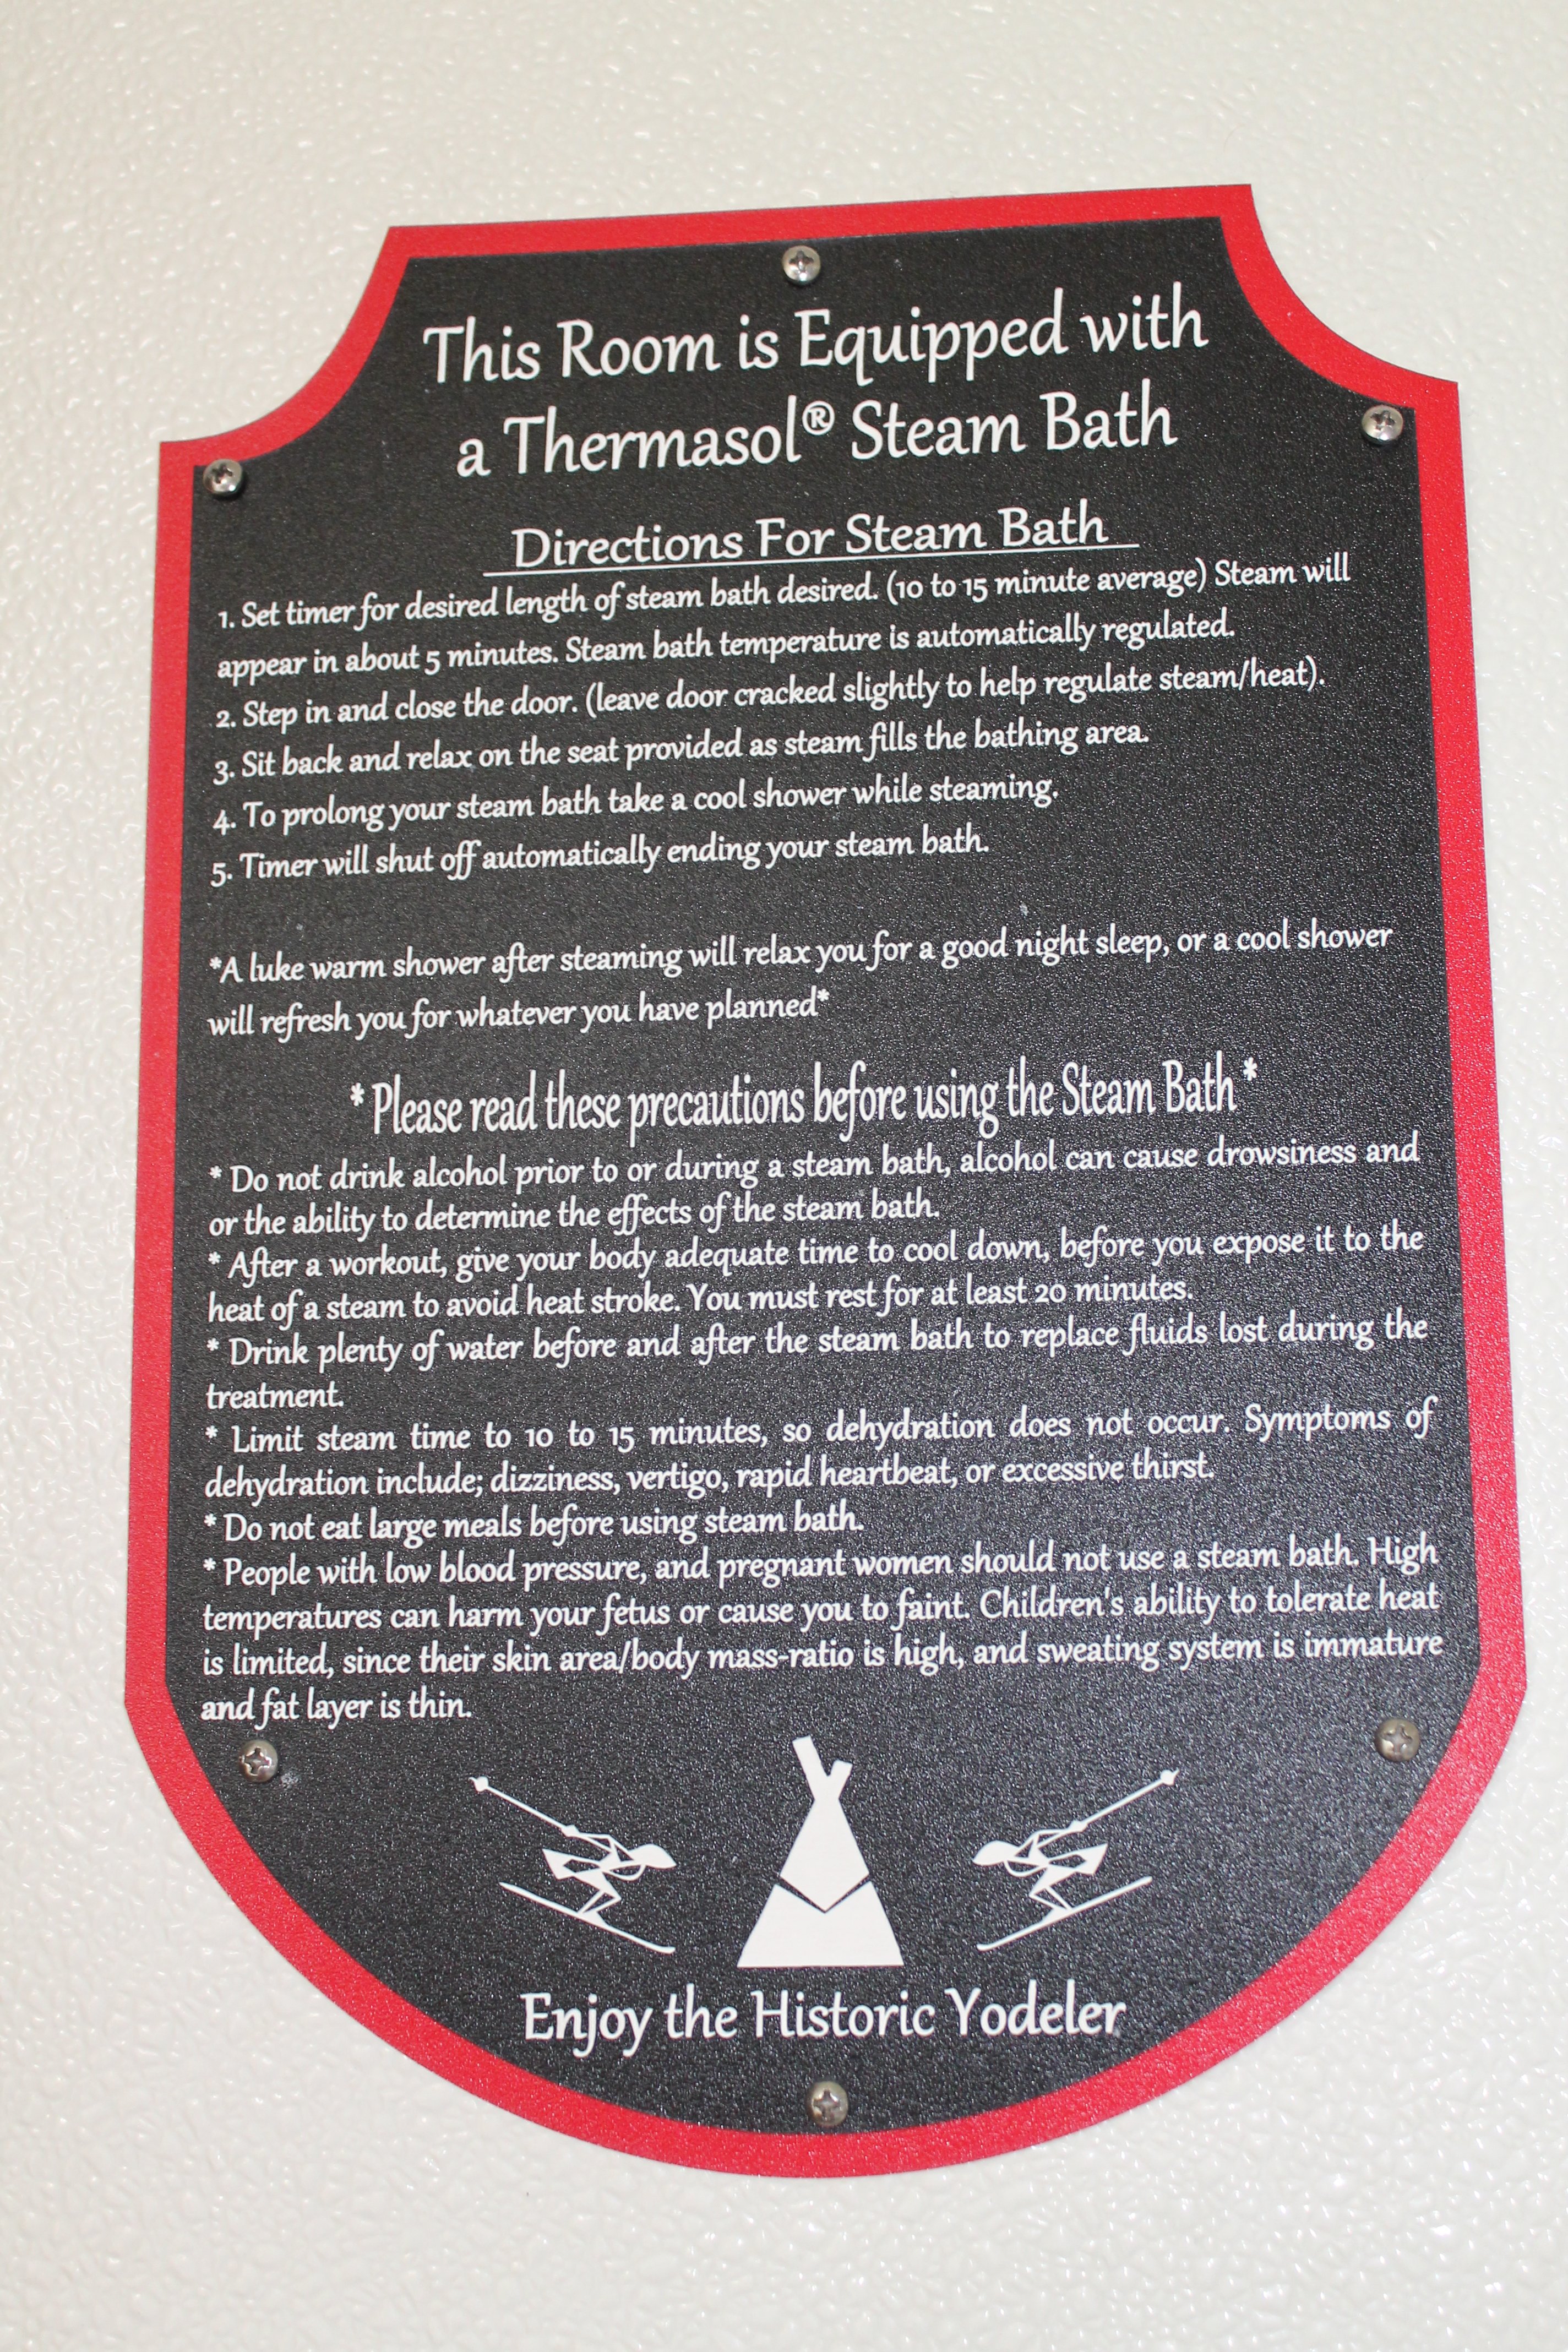 This Room is Equipped with
a Thermasol® Steam Bath
Directions For Steam Bath
1. Set timer for desired length of steam bath desired. (10 to 15 minute average) Steam will
appear in about 5 minutes. Steam bath temperature is automatically regulated.
2. Step in and close the door. (leave door cracked slightly to help regulate steam/heat).
3. Sit back and relax on the seat provided as steam fills the bathing area.
4. To prolong your steam bath take a cool shower while steaming.
5. Timer will shut off automatically ending your steam bath.
*A luke warm shower after steaming will relax you for a good night sleep, or a cool shower
will refresh you for whatever you have planned*
*Please read these precautions before using the Steam Bath*
* Do not drink alcohol prior to or during a steam bath, alcohol can cause drowsiness and
or the ability to determine the effects of the steam bath.
* After a workout, give your body adequate time to cool down, before you expose it to the
heat of a steam to avoid heat stroke. You must rest for at least 20 minutes.
* Drink plenty of water before and after the steam bath to replace fluids lost during the
treatment.
* Limit steam time to 10 to 15 minutes, so dehydration does not occur. Symptoms of
dehydration include; dizziness, vertigo, rapid heartbeat, or excessive thirst.
* Do not eat large meals before using steam bath.
* People with low blood pressure, and pregnant women should not use a steam bath. High
temperatures can harm your fetus or cause you to faint. Children's ability to tolerate heat
is limited, since their skin area/body mass-ratio is high, and sweating system is immature
and fat layer is thin.
Enjoy the Historic Yodeler